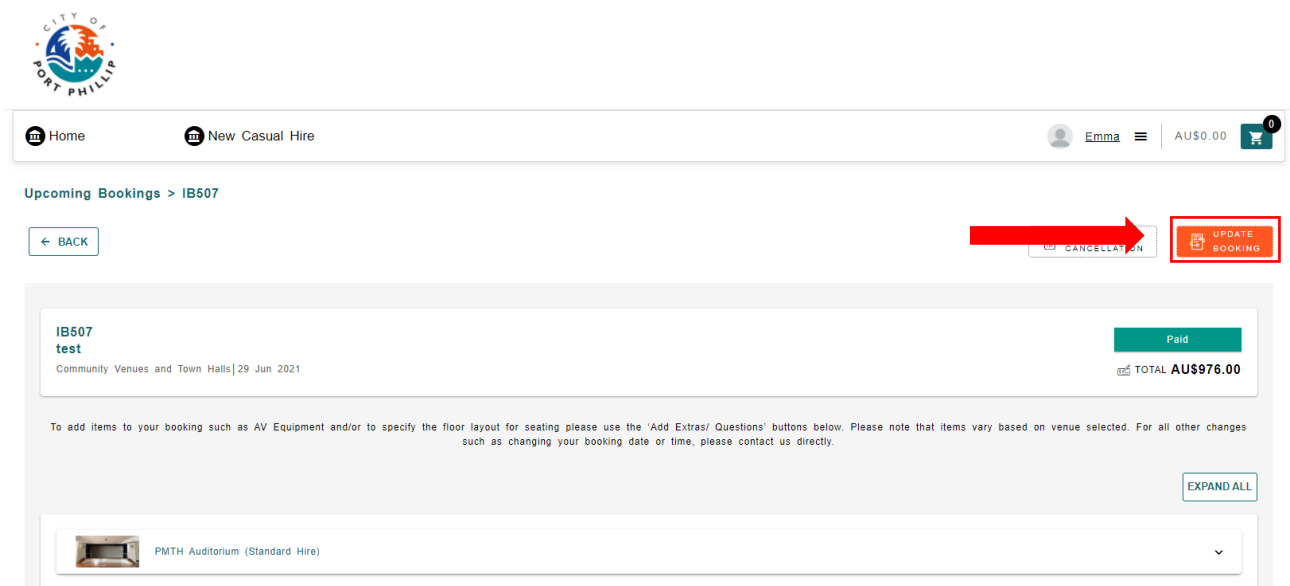 CITY OF
PORT PHILLIP
Home
New Casual Hire
Emma
AU$0.00
0
Upcoming Bookings > IB507
← BACK
CANCELLATION
UPDATE
BOOKING
IB507
test
Community Venues and Town Halls| 29 Jun 2021
Paid
TOTAL AU$976.00
To add items to your booking such as AV Equipment and/or to specify the floor layout for seating please use the 'Add Extras/ Questions' buttons below. Please note that items vary based on venue selected. For all other changes
such as changing your booking date or time, please contact us directly.
EXPAND ALL
PMTH Auditorium (Standard Hire)